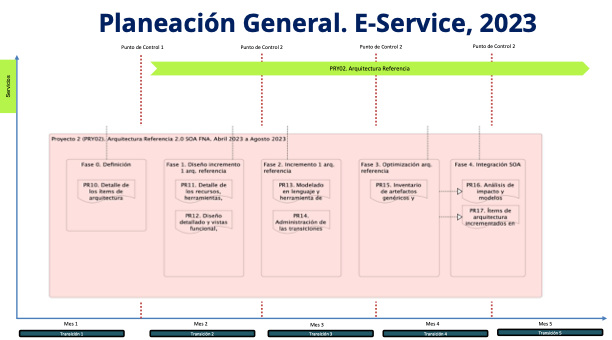 Planeación General. E-Service, 2023
Punto de Control 1
Punto de Control 2
Punto de Control 2
Punto de Control 2
Servicios
PRY02. Arquitectura Referencia
Proyecto 2 (PRY02). Arquitectura Referencia 2.0 SOA FNA. Abril 2023 a Agosto 2023
Fase 0. Definición
PR10. Detalle de
los ítems de
arquitectura
Fase 1. Diseño incremento
1 arq. referencia
PR11. Detalle de
los recursos,
herramientas,
PR12. Diseño
detallado y vistas
funcional,
Fase 2. Incremento 1 arq.
referencia
PR13. Modelado
en lenguaje y
herramienta de
PR14.
Administración de
las transiciones
Fase 3. Optimización arq.
referencia
PR15. Inventario
de artefactos
genéricos y
Fase 4. Integración SOA
PR16. Análisis de
impacto y
modelos
PR17. Ítems de
arquitectura
incrementados en
Mes 1
Mes 2
Mes 3
Mes 4
Mes 5
Transición 1
Transición 2
Transición 3
Transición 4
Transición 5